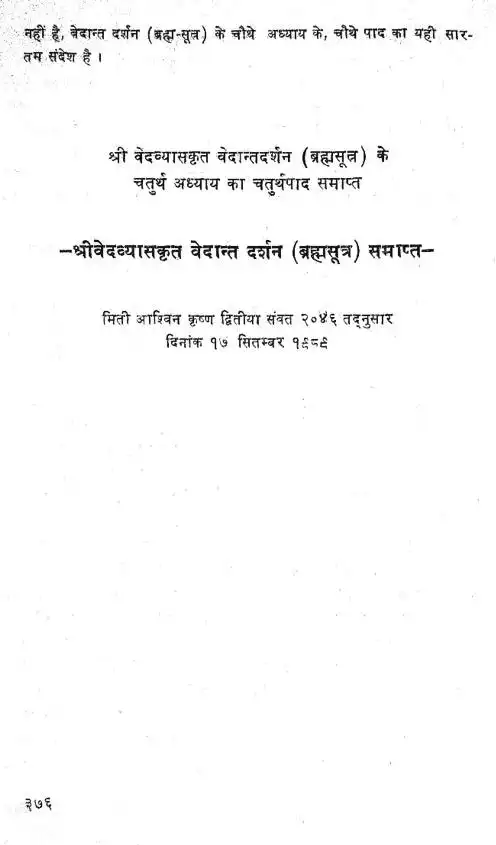 नहीं है, वेदान्त दर्शन (ब्रह्म-सूत्र) के चौथे अध्याय के, चौथे पाद का यही सार-
तम संदेश है ।
श्री वेदव्यासकृत वेदान्तदर्शन (ब्रह्मसूत्र) के
चतुर्थ अध्याय का चतुर्थपाद समाप्त
–श्रीवेदव्यासकृत वेदान्त दर्शन (ब्रह्मसूत्र) समाप्त–
मिती आश्विन कृष्ण द्वितीया संवत २०४६ तद्नुसार
दिनांक १७ सितम्बर १९८९
३७६